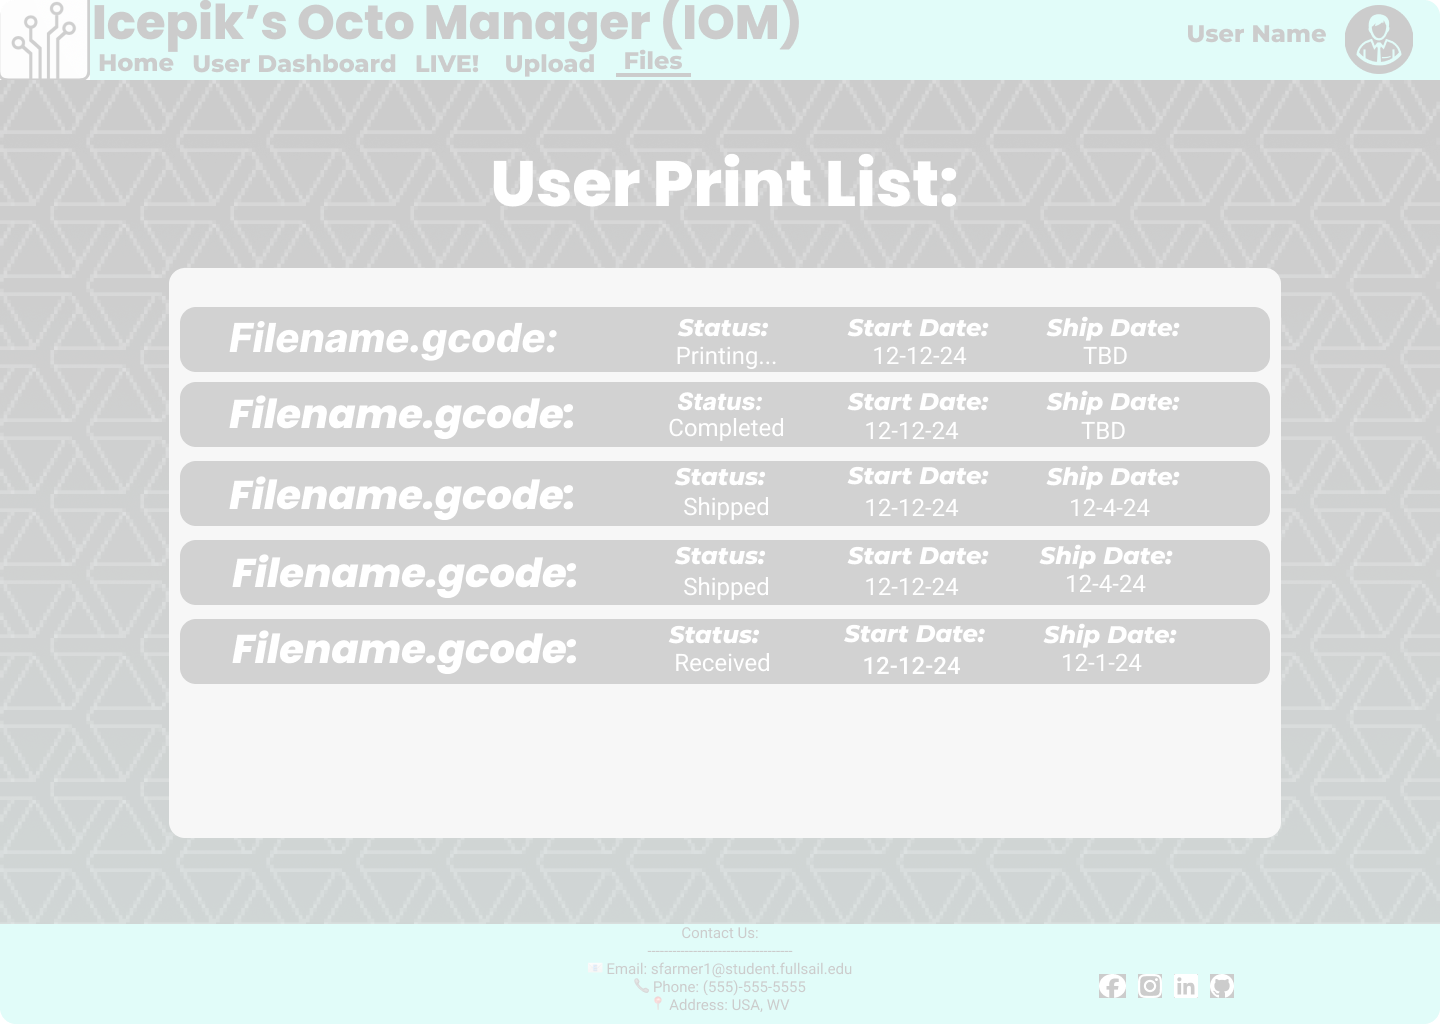 Icepik’s Octo Manager (IOM)
Home User Dashboard LIVE! Upload Files
User Name
User Print List:
Filename.gcode: Status: Start Date: Ship Date:
Printing... 12-12-24 TBD
Filename.gcode: Status: Start Date: Ship Date:
Completed 12-12-24 TBD
Filename.gcode: Status: Start Date: Ship Date:
Shipped 12-12-24 12-4-24
Filename.gcode: Status: Start Date: Ship Date:
Shipped 12-12-24 12-4-24
Filename.gcode: Status: Start Date: Ship Date:
Received 12-12-24 12-1-24
Contact Us:
------------------------------------
📧 Email: sfarmer1@student.fullsail.edu
📞 Phone: (555)-555-5555
📍 Address: USA, WV